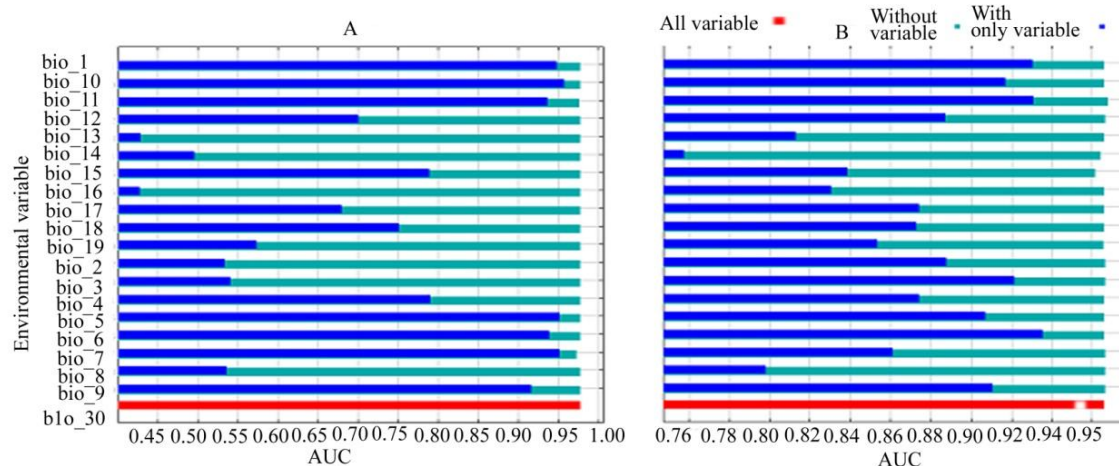 All variable
A
B
Without
variable
With
only variable
Environmental variable
bio_1
bio_10
bio_11
bio_12
bio_13
bio_14
bio_15
bio_16
bio_17
bio_18
bio_19
bio_2
bio_3
bio_4
bio_5
bio_6
bio_7
bio_8
bio_9
b1o_30
0.45 0.50 0.55 0.60 0.65 0.70 0.75 0.80 0.85 0.90 0.95 1.00
AUC
0.76 0.78 0.80 0.82 0.84 0.86 0.88 0.90 0.92 0.94 0.95
AUC